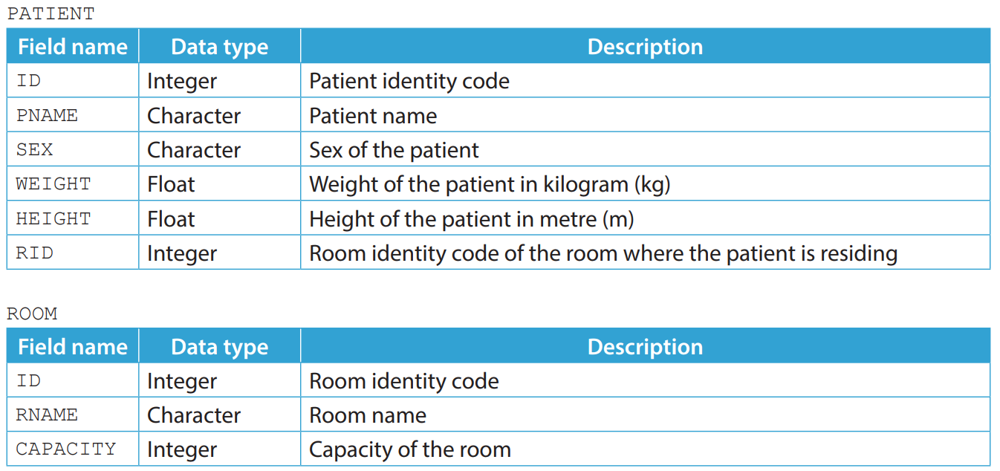 PATIENT
Field name Data type Description
ID Integer Patient identity code
PNAME Character Patient name
SEX Character Sex of the patient
WEIGHT Float Weight of the patient in kilogram (kg)
HEIGHT Float Height of the patient in metre (m)
RID Integer Room identity code of the room where the patient is residing
ROOM
Field name Data type Description
ID Integer Room identity code
RNAME Character Room name
CAPACITY Integer Capacity of the room